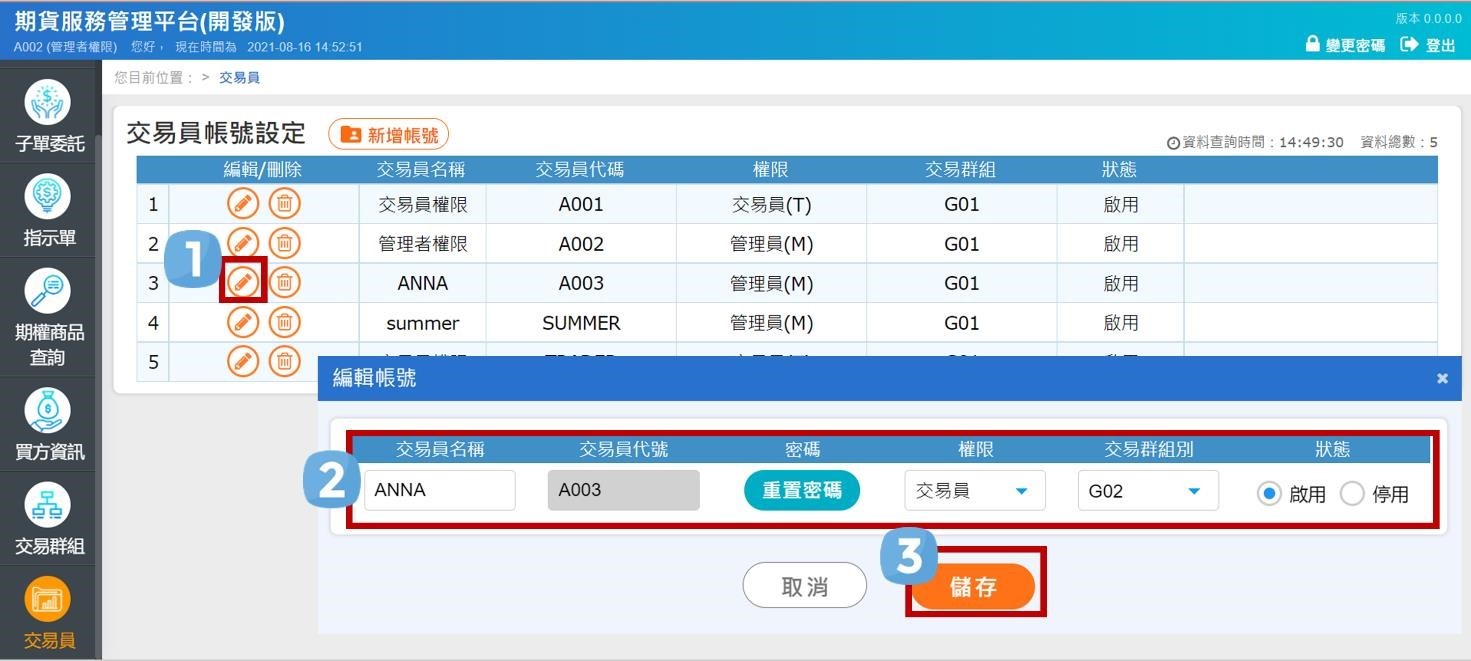 期貨服務管理平台(開發版)
版本 0.0.0.0
A002 (管理者權限) 您好, 現在時間為 2021-08-16 14:52:51
變更密碼 登出
您目前位置: > 交易員
子單委託
指示單
期權商品
查詢
買方資訊
交易群組
交易員
交易員帳號設定 新增帳號
資料查詢時間:14:49:30 資料總數:5
編輯/刪除 交易員名稱 交易員代碼 權限 交易群組 狀態
1 交易員權限 A001 交易員(T) G01 啟用
2 管理者權限 A002 管理員(M) G01 啟用
1
3 ANNA A003 管理員(M) G01 啟用
4 summer SUMMER 管理員(M) G01 啟用
5
編輯帳號 ×
交易員名稱 交易員代號 密碼 權限 交易群組別 狀態
2
ANNA A003 重置密碼 交易員 G02 啟用 停用
3
取消 儲存